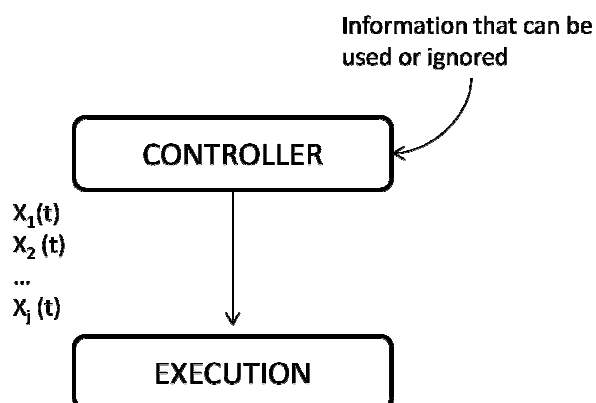 Information that can be
used or ignored
CONTROLLER
X₁(t)
X₂ (t)
...
Xⱼ (t)
EXECUTION